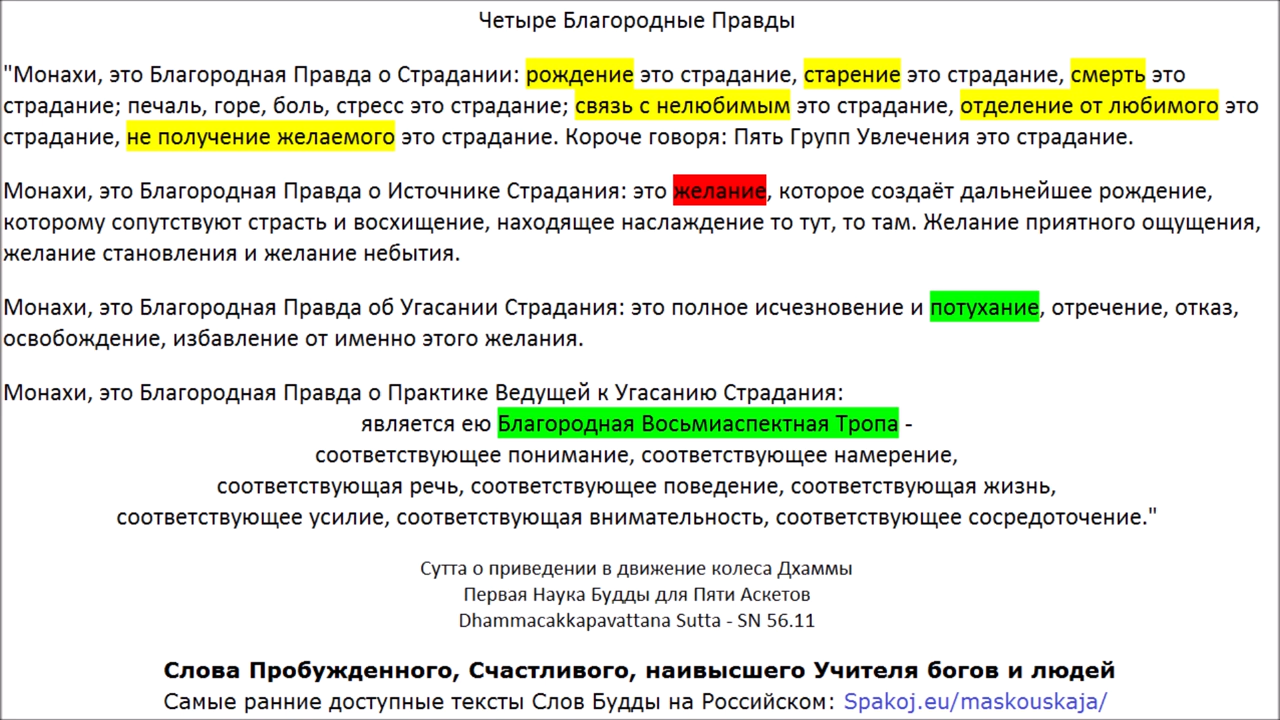 Четыре Благородные Правды
"Монахи, это Благородная Правда о Страдании: рождение это страдание, старение это страдание, смерть это
страдание; печаль, горе, боль, стресс это страдание; связь с нелюбимым это страдание, отделение от любимого это
страдание, не получение желаемого это страдание. Короче говоря: Пять Групп Увлечения это страдание.
Монахи, это Благородная Правда о Источнике Страдания: это желание, которое создаёт дальнейшее рождение,
которому сопутствуют страсть и восхищение, находящее наслаждение то тут, то там. Желание приятного ощущения,
желание становления и желание небытия.
Монахи, это Благородная Правда об Угасании Страдания: это полное исчезновение и потухание, отречение, отказ,
освобождение, избавление от именно этого желания.
Монахи, это Благородная Правда о Практике Ведущей к Угасанию Страдания:
является ею Благородная Восьмиаспектная Тропа -
соответствующее понимание, соответствующее намерение,
соответствующая речь, соответствующее поведение, соответствующая жизнь,
соответствующее усилие, соответствующая внимательность, соответствующее сосредоточение."
Сутта о приведении в движение колеса Дхаммы
Первая Наука Будды для Пяти Аскетов
Dhammacakkapavattana Sutta - SN 56.11
Слова Пробужденного, Счастливого, наивысшего Учителя богов и людей
Самые ранние доступные тексты Слов Будды на Российском: Spakoj.eu/maskouskaja/